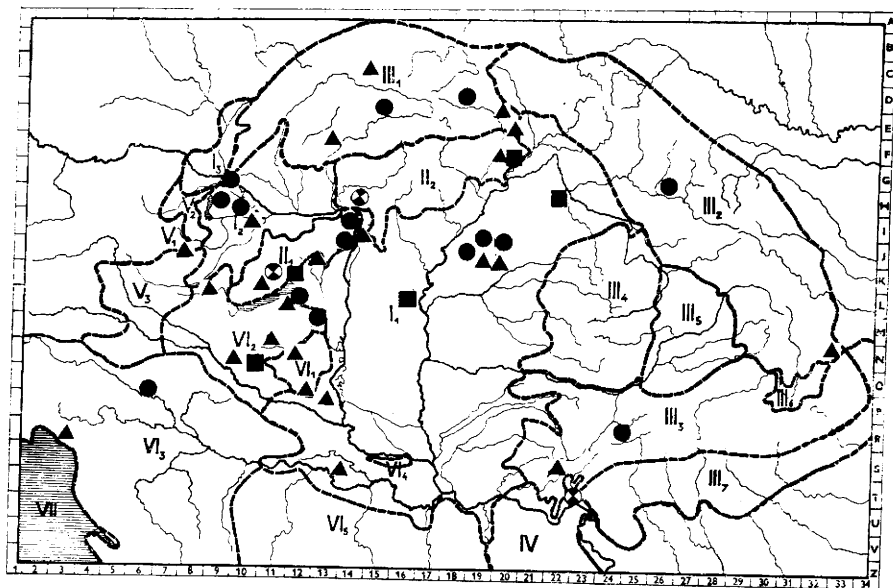 A
B
C
III₁
D
E
F
I₃
II₂
G
V₂
III₂
M
V₁
I
II₁
V₃
K
III₄
I₁
L
III₅
M
VI₂
N
VI₁
O
III
P
III₃
R
VI₃
VI₄
S
III₇
T
VII
U
VI₅
IV
V
Z
1 2 3 4 5 6 7 8 9 10 11 12 13 14 15 16 17 18 19 20 21 22 23 24 25 26 27 28 29 30 31 32 33 34